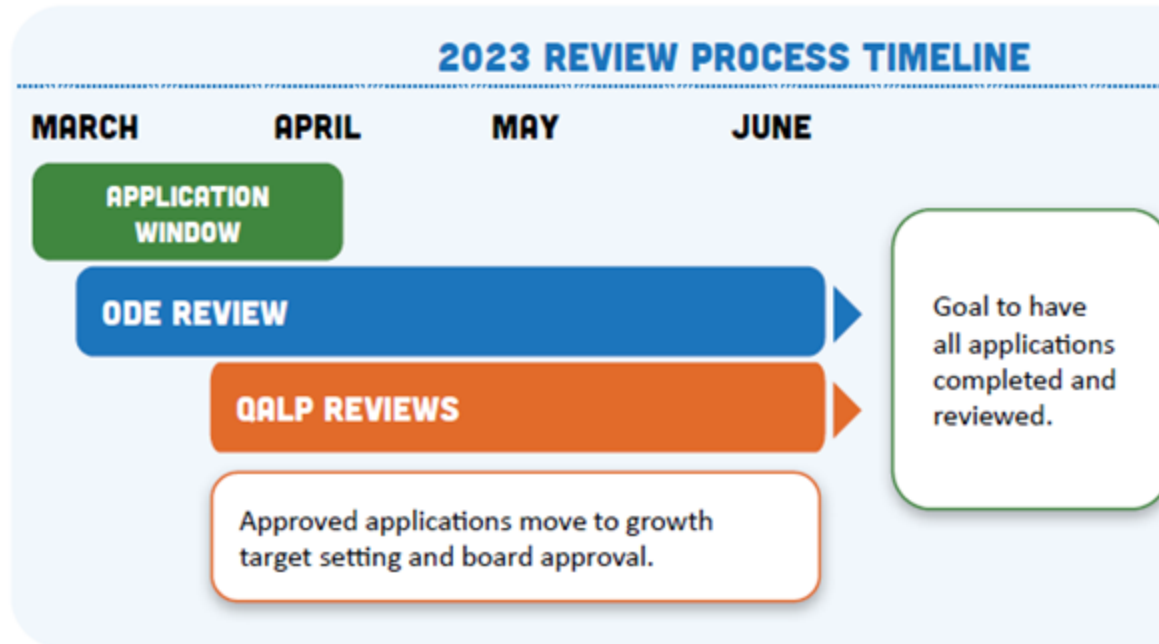 2023 REVIEW PROCESS TIMELINE
MARCH APRIL MAY JUNE
APPLICATION
WINDOW
ODE REVIEW
QALP REVIEWS
Approved applications move to growth
target setting and board approval.
Goal to have
all applications
completed and
reviewed.